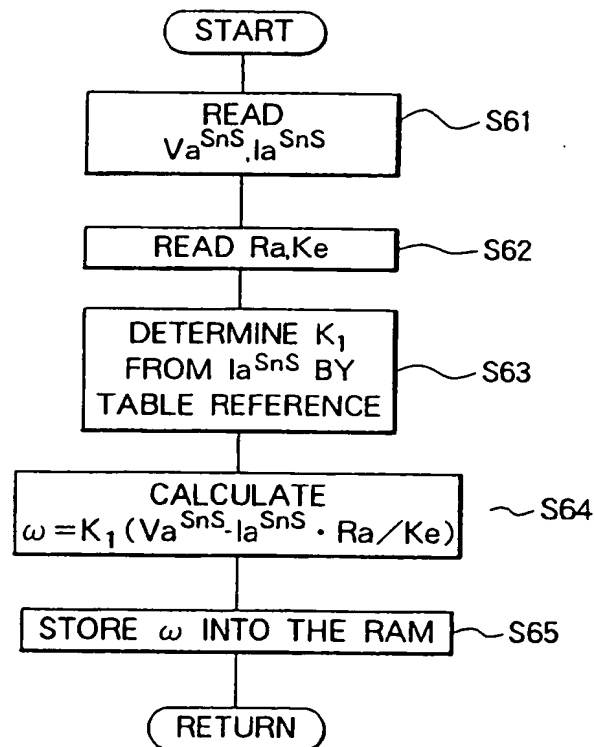 START
READ
Va^SnS, Ia^SnS
S61
READ Ra,Ke
S62
DETERMINE K₁
FROM Ia^SnS BY
TABLE REFERENCE
S63
CALCULATE
ω=K₁(Va^SnS-Ia^SnS・Ra/Ke)
S64
STORE ω INTO THE RAM
S65
RETURN